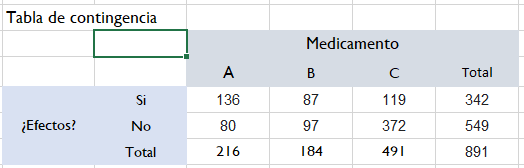 Tabla de contingencia
Medicamento
A B C Total
Si 136 87 119 342
¿Efectos? No 80 97 372 549
Total 216 184 491 891